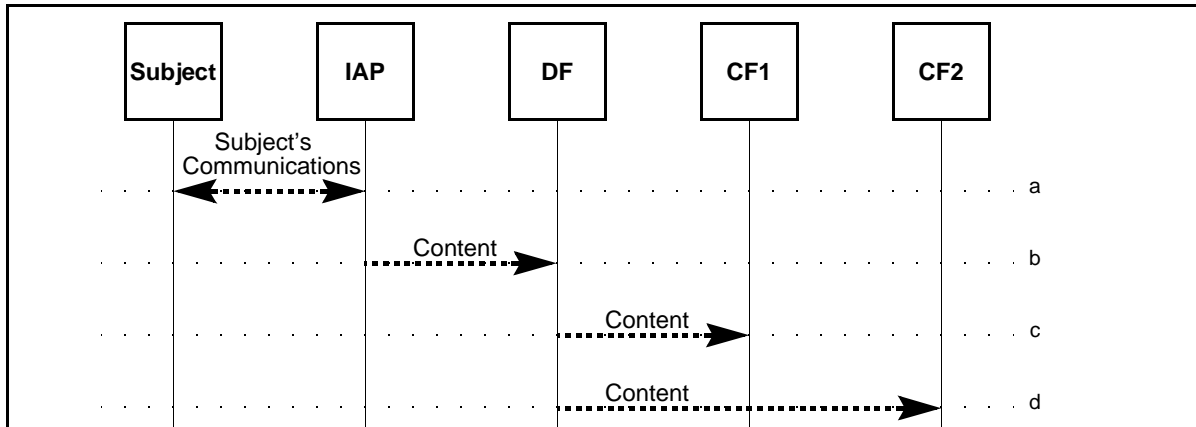 Subject IAP DF CF1 CF2
Subject's
Communications
a
Content
b
Content
c
Content
d